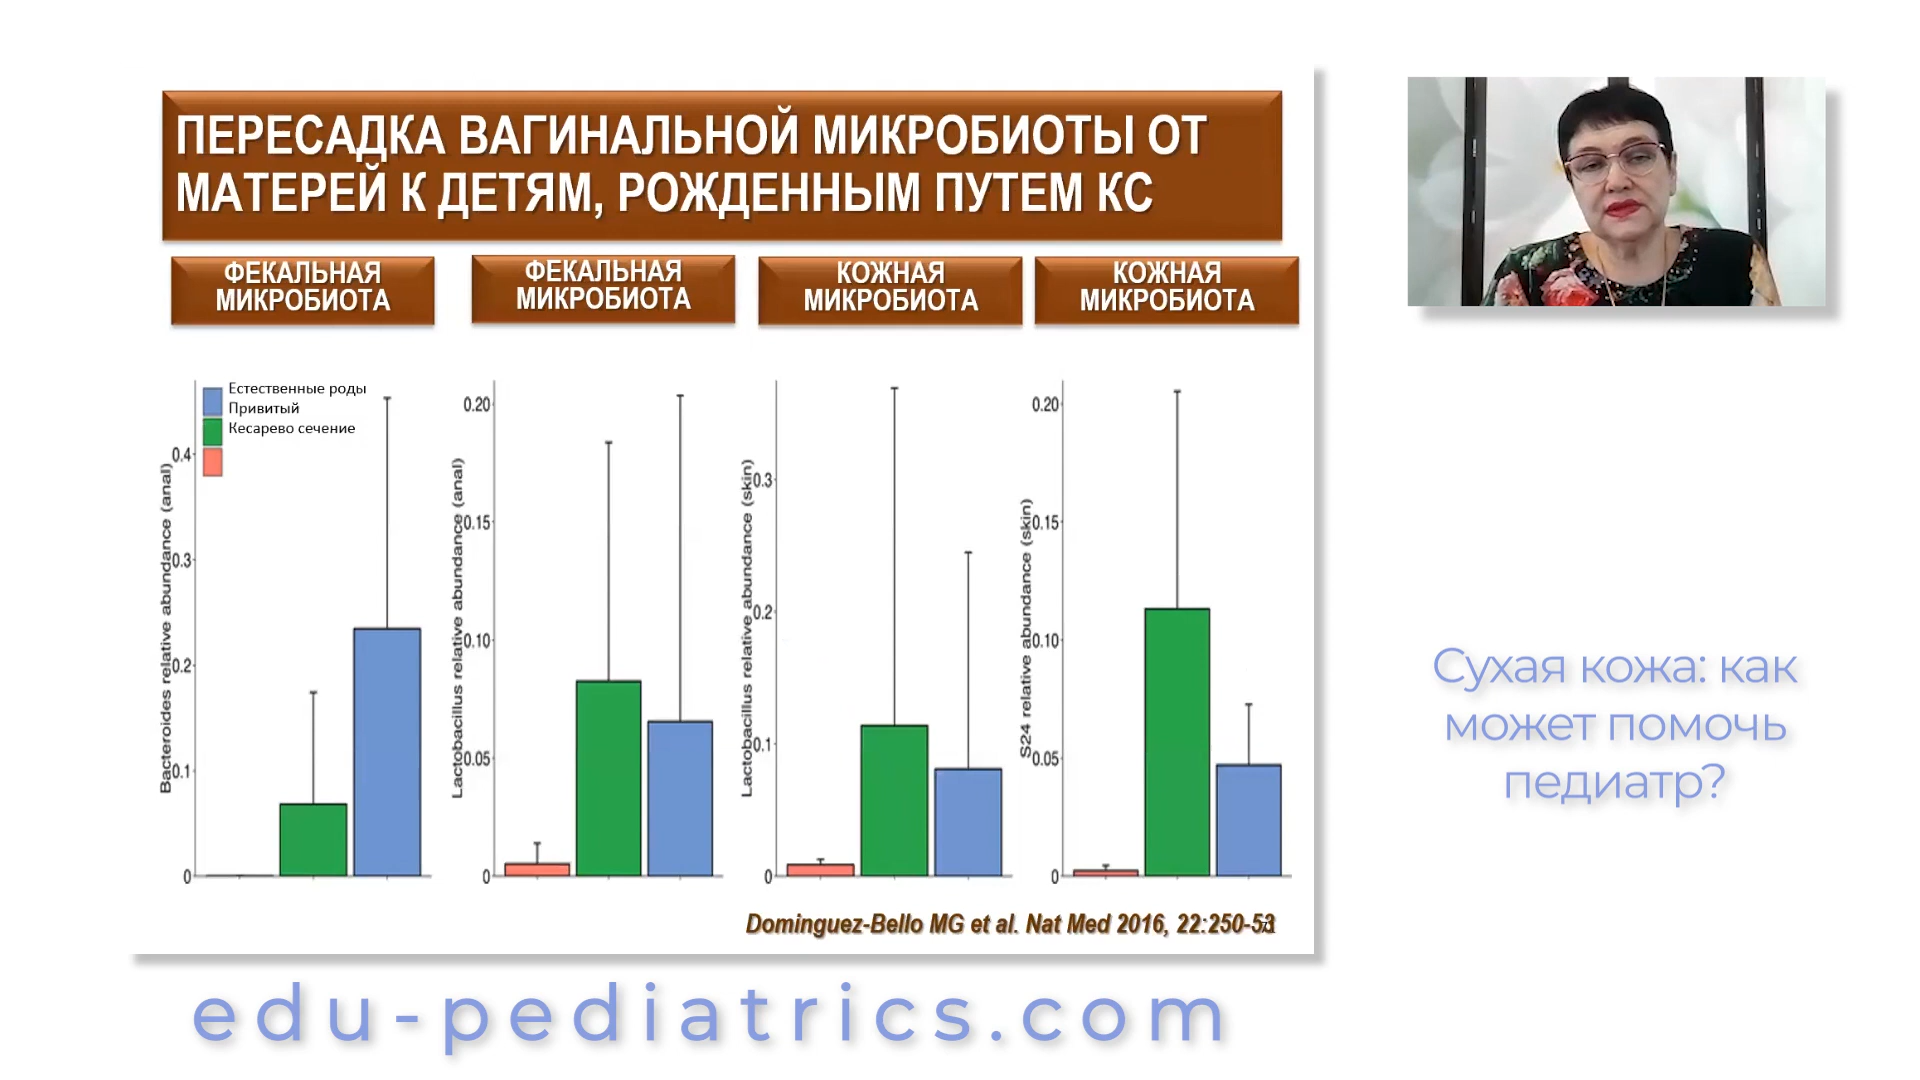 ПЕРЕСАДКА ВАГИНАЛЬНОЙ МИКРОБИОТЫ ОТ
МАТЕРЕЙ К ДЕТЯМ, РОЖДЕННЫМ ПУТЕМ КС
ФЕКАЛЬНАЯ
МИКРОБИОТА
ФЕКАЛЬНАЯ
МИКРОБИОТА
КОЖНАЯ
МИКРОБИОТА
КОЖНАЯ
МИКРОБИОТА
Естественные роды
Привитый
Кесарево сечение
Bacteroides relative abundance (anal)
0.4
0.3
0.2
0.1
0
Lactobacillus relative abundance (anal)
0.20
0.15
0.10
0.05
0
Lactobacillus relative abundance (skin)
0.3
0.2
0.1
0
S24 relative abundance (skin)
0.20
0.15
0.10
0.05
0
Dominguez-Bello MG et al. Nat Med 2016, 22:250-53
Сухая кожа: как
может помочь
педиатр?
edu-pediatrics.com